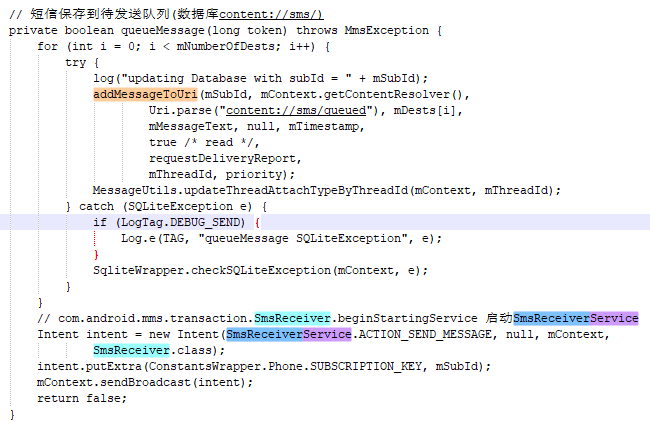 // 短信保存到待发送队列(数据库content://sms/)
private boolean queueMessage(long token) throws MmsException {
    for (int i = 0; i < mNumberOfDests; i++) {
        try {
            log("updating Database with subId = " + mSubId);
            addMessageToUri(mSubId, mContext.getContentResolver(),
                    Uri.parse("content://sms/queued"), mDests[i],
                    mMessageText, null, mTimestamp,
                    true /* read */,
                    requestDeliveryReport,
                    mThreadId, priority);
            MessageUtils.updateThreadAttachTypeByThreadId(mContext, mThreadId);
        } catch (SQLiteException e) {
            if (LogTag.DEBUG_SEND) {
                Log.e(TAG, "queueMessage SQLiteException", e);
            }
            SqliteWrapper.checkSQLiteException(mContext, e);
        }
    }
    // com.android.mms.transaction.SmsReceiver.beginStartingService 启动SmsReceiverService
    Intent intent = new Intent(SmsReceiverService.ACTION_SEND_MESSAGE, null, mContext,
            SmsReceiver.class);
    intent.putExtra(ConstantsWrapper.Phone.SUBSCRIPTION_KEY, mSubId);
    mContext.sendBroadcast(intent);
    return false;
}